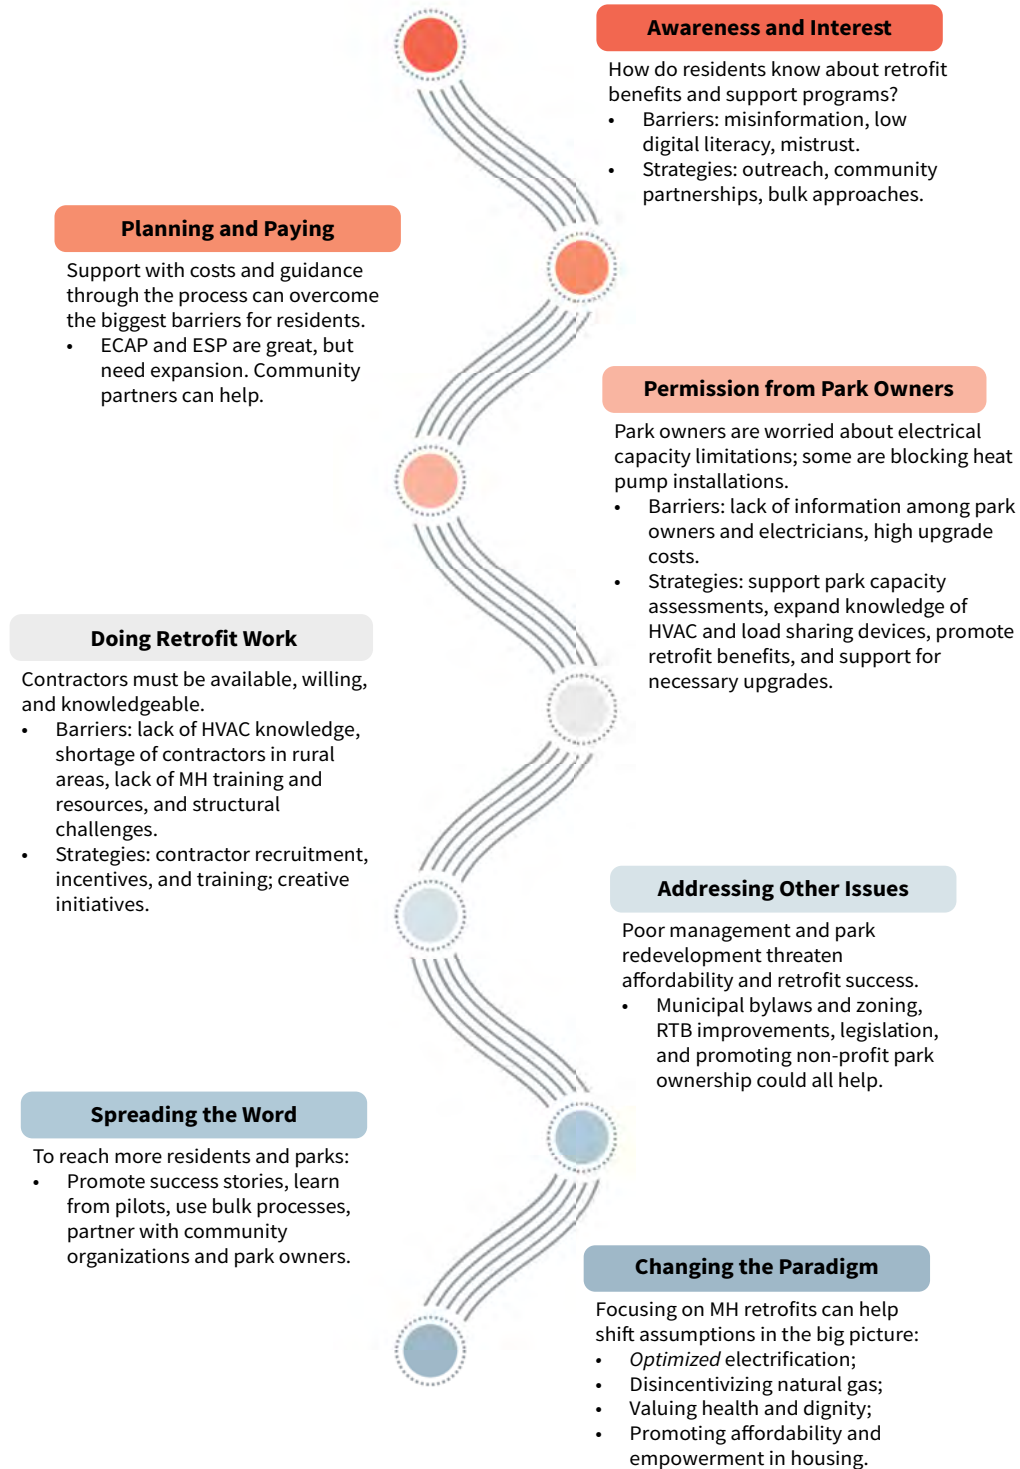 Awareness and Interest
How do residents know about retrofit
benefits and support programs?
• Barriers: misinformation, low
digital literacy, mistrust.
• Strategies: outreach, community
partnerships, bulk approaches.
Planning and Paying
Support with costs and guidance
through the process can overcome
the biggest barriers for residents.
• ECAP and ESP are great, but
need expansion. Community
partners can help.
Permission from Park Owners
Park owners are worried about electrical
capacity limitations; some are blocking heat
pump installations.
• Barriers: lack of information among park
owners and electricians, high upgrade
costs.
• Strategies: support park capacity
assessments, expand knowledge of
HVAC and load sharing devices, promote
retrofit benefits, and support for
necessary upgrades.
Doing Retrofit Work
Contractors must be available, willing,
and knowledgeable.
• Barriers: lack of HVAC knowledge,
shortage of contractors in rural
areas, lack of MH training and
resources, and structural
challenges.
• Strategies: contractor recruitment,
incentives, and training; creative
initiatives.
Addressing Other Issues
Poor management and park
redevelopment threaten
affordability and retrofit success.
• Municipal bylaws and zoning,
RTB improvements, legislation,
and promoting non-profit park
ownership could all help.
Spreading the Word
To reach more residents and parks:
• Promote success stories, learn
from pilots, use bulk processes,
partner with community
organizations and park owners.
Changing the Paradigm
Focusing on MH retrofits can help
shift assumptions in the big picture:
• Optimized electrification;
• Disincentivizing natural gas;
• Valuing health and dignity;
• Promoting affordability and
empowerment in housing.